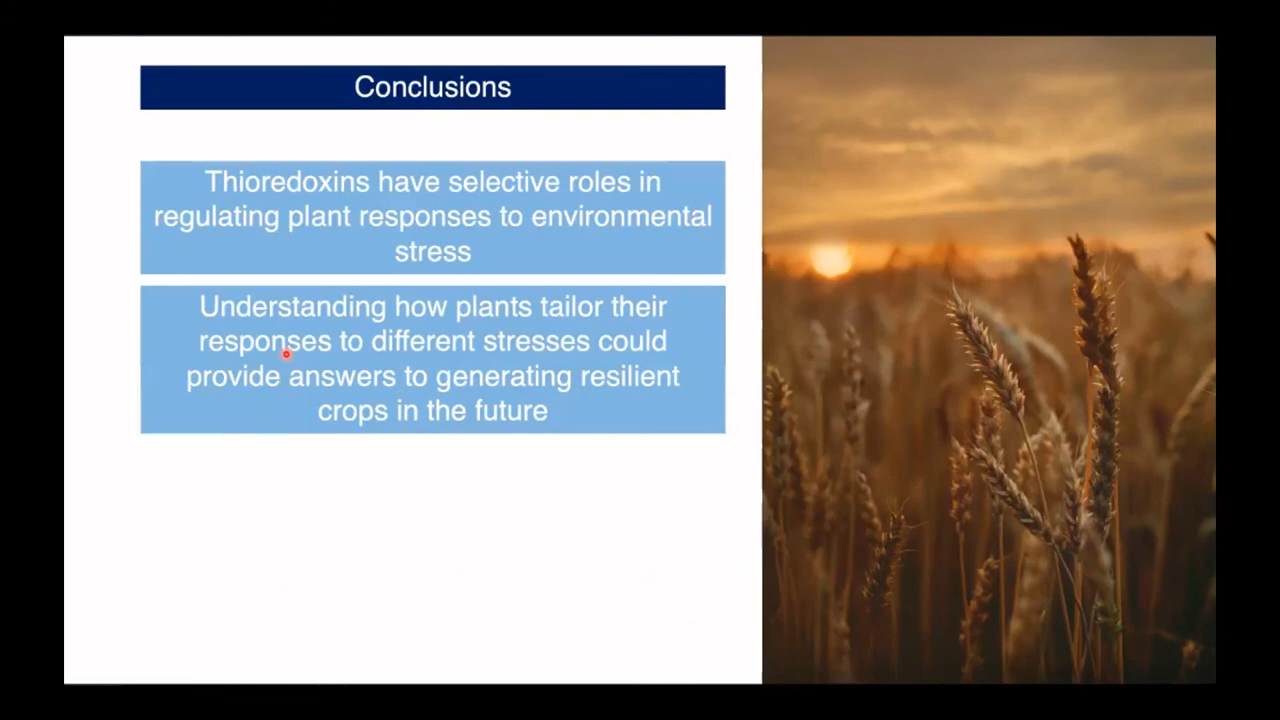 Conclusions
Thioredoxins have selective roles in
regulating plant responses to environmental
stress
Understanding how plants tailor their
responses to different stresses could
provide answers to generating resilient
crops in the future